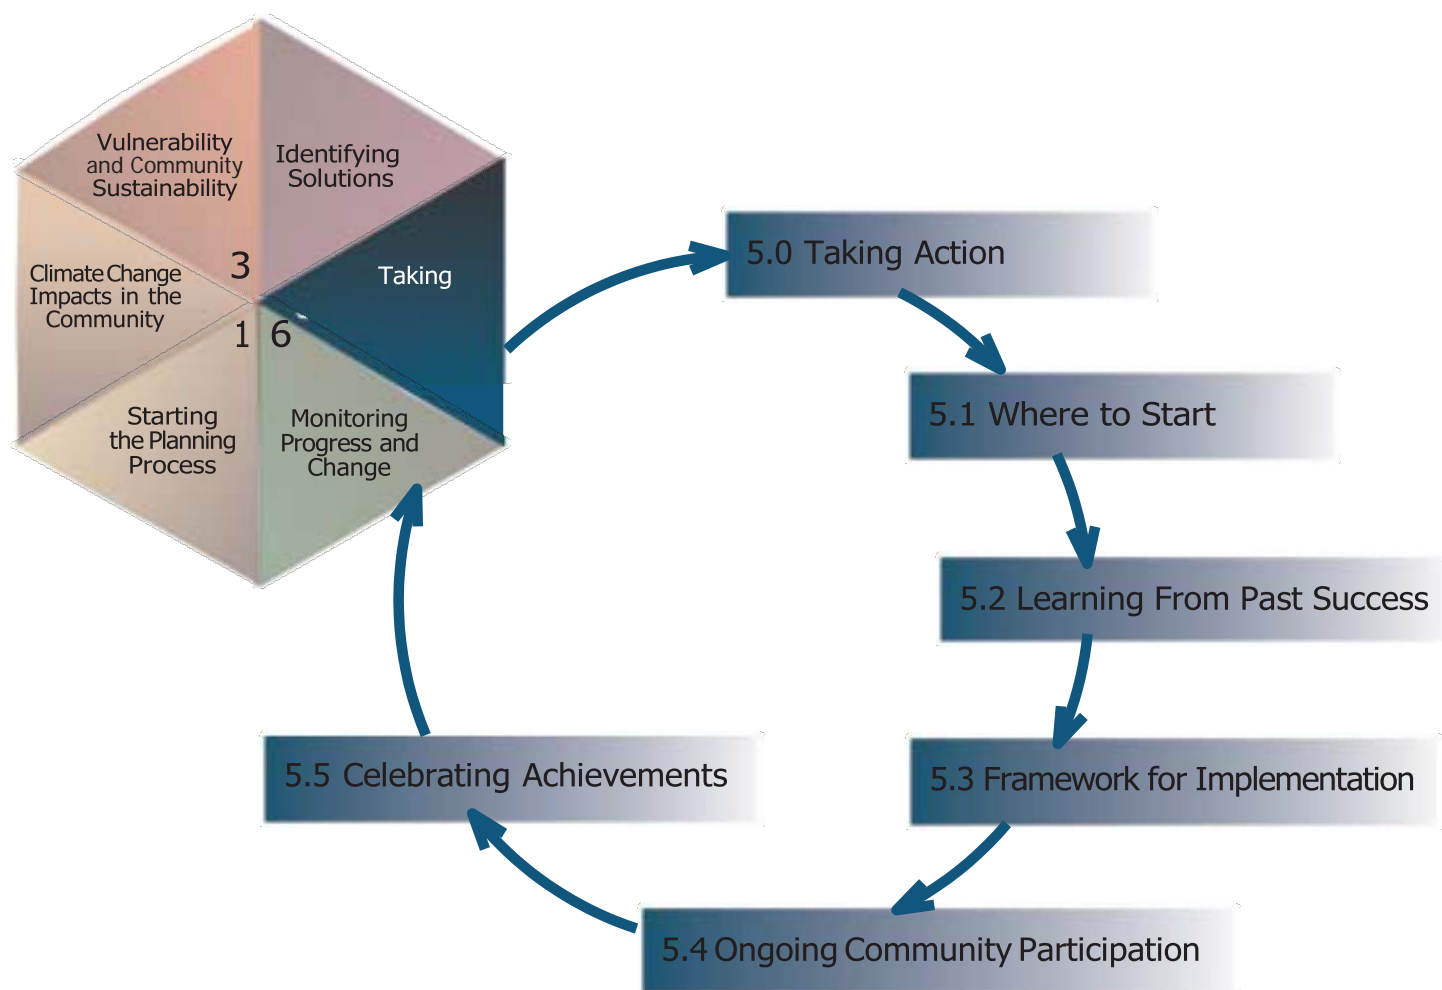 Vulnerability
and Community
Sustainability
Identifying
Solutions
3
Climate Change
Impacts in the
Community
Taking
1
6
Starting
the Planning
Process
Monitoring
Progress and
Change
5.0 Taking Action
5.1 Where to Start
5.2 Learning From Past Success
5.3 Framework for Implementation
5.4 Ongoing Community Participation
5.5 Celebrating Achievements